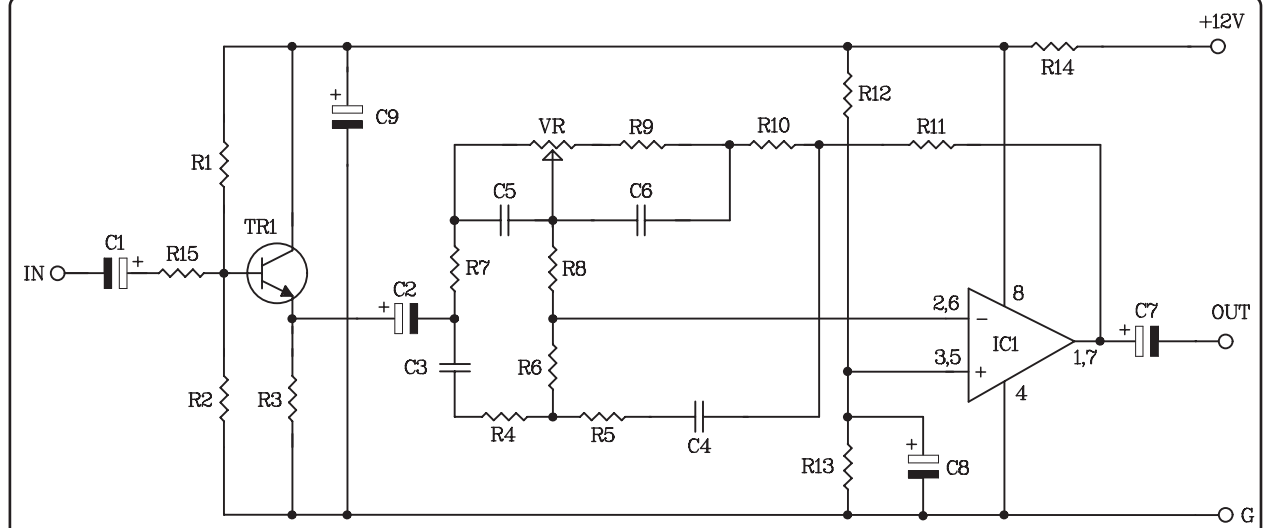 +12V
R14
R12
+
C9
VR
R9
R10
R11
R1
C5
C6
TR1
C1
+
R15
IN
R7
R8
+
C2
2,6
−
8
IC1
C7
+
OUT
C3
R6
3,5
+
1,7
4
R2
R3
R4
R5
C4
+
R13
C8
G